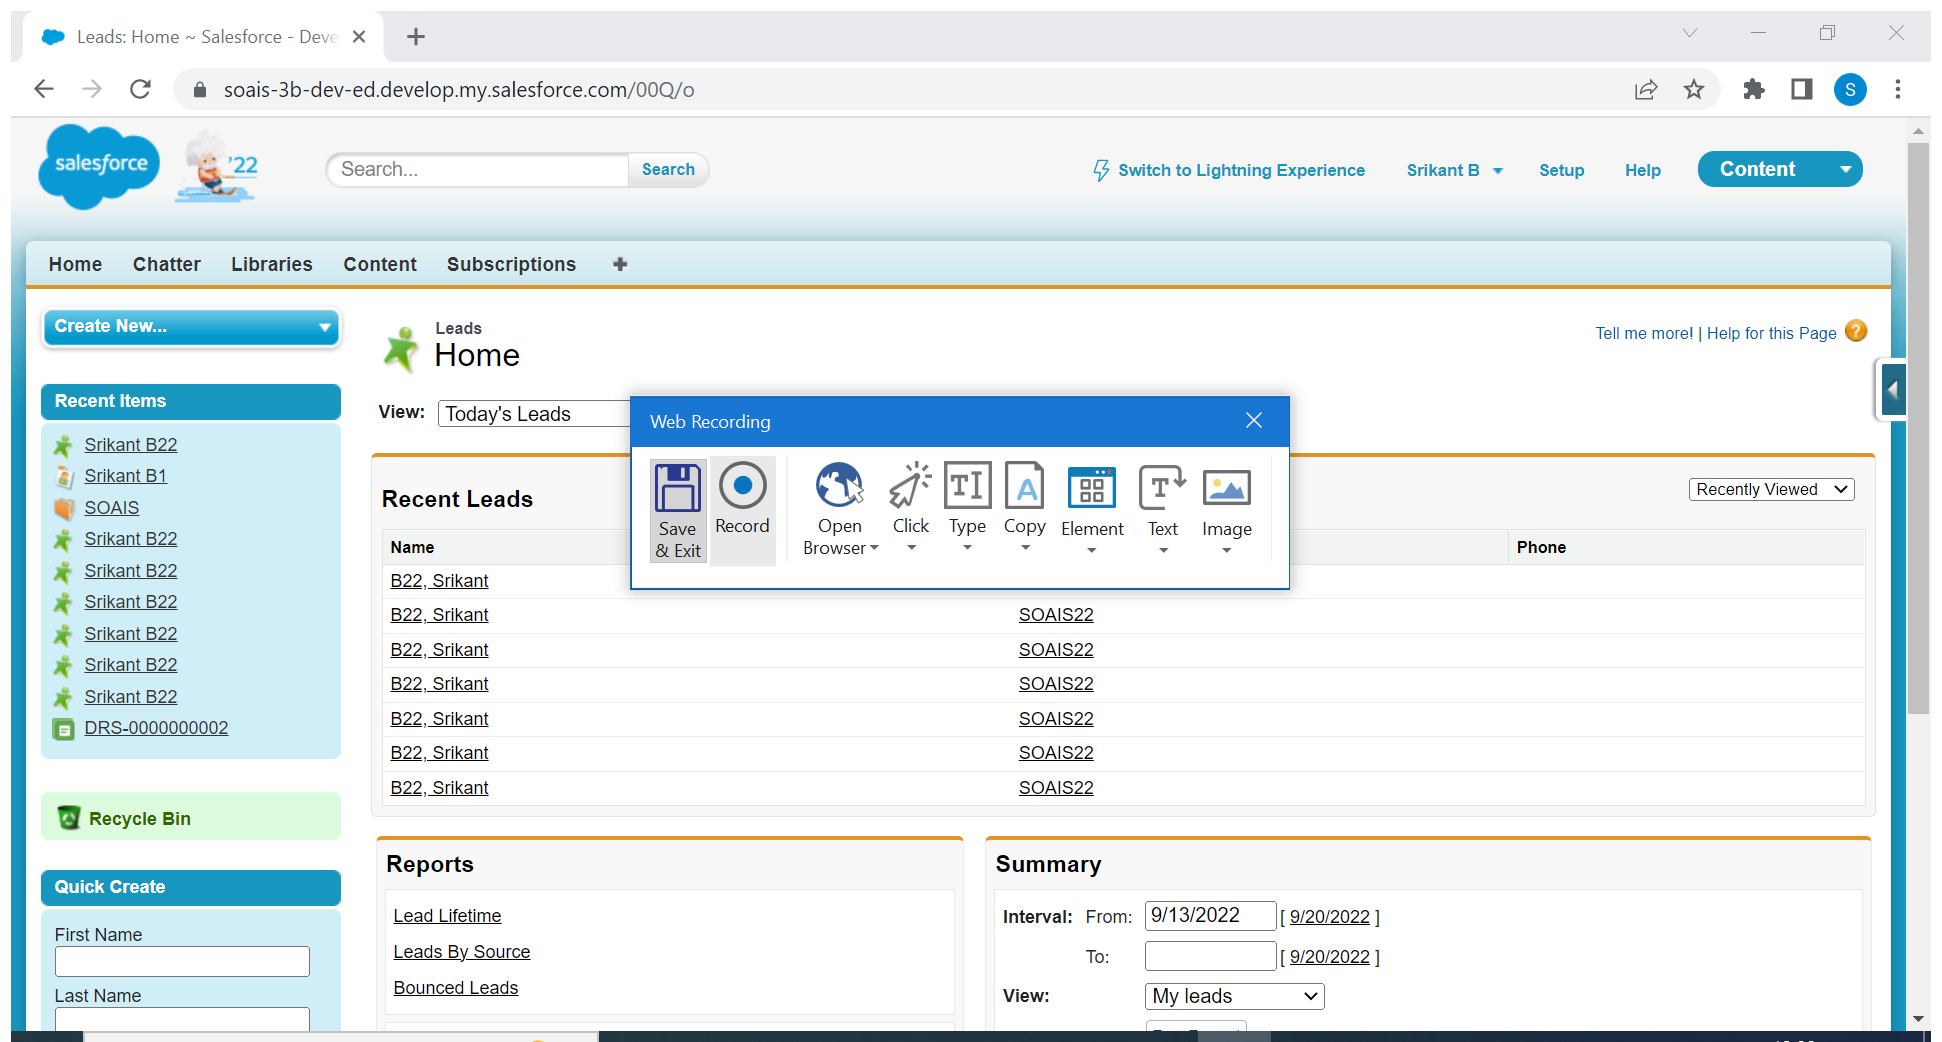 Leads: Home ~ Salesforce - Deve
soais-3b-dev-ed.develop.my.salesforce.com/00Q/o
S
salesforce
'22
Search...
Search
Switch to Lightning Experience
Srikant B
Setup
Help
Content
Home
Chatter
Libraries
Content
Subscriptions
Create New...
Leads
Home
Tell me more! | Help for this Page
?
Recent Items
Srikant B22
Srikant B1
SOAIS
Srikant B22
Srikant B22
Srikant B22
Srikant B22
Srikant B22
Srikant B22
DRS-0000000002
Recycle Bin
Quick Create
First Name
Last Name
View: Today's Leads
Web Recording
Save
& Exit
Record
Open
Browser
Click
Type
Copy
Element
Text
Image
Recent Leads
Recently Viewed
Name
Phone
B22, Srikant
B22, Srikant SOAIS22
B22, Srikant SOAIS22
B22, Srikant SOAIS22
B22, Srikant SOAIS22
B22, Srikant SOAIS22
B22, Srikant SOAIS22
Reports
Lead Lifetime
Leads By Source
Bounced Leads
Summary
Interval: From: 9/13/2022 [ 9/20/2022 ]
To: [ 9/20/2022 ]
View: My leads